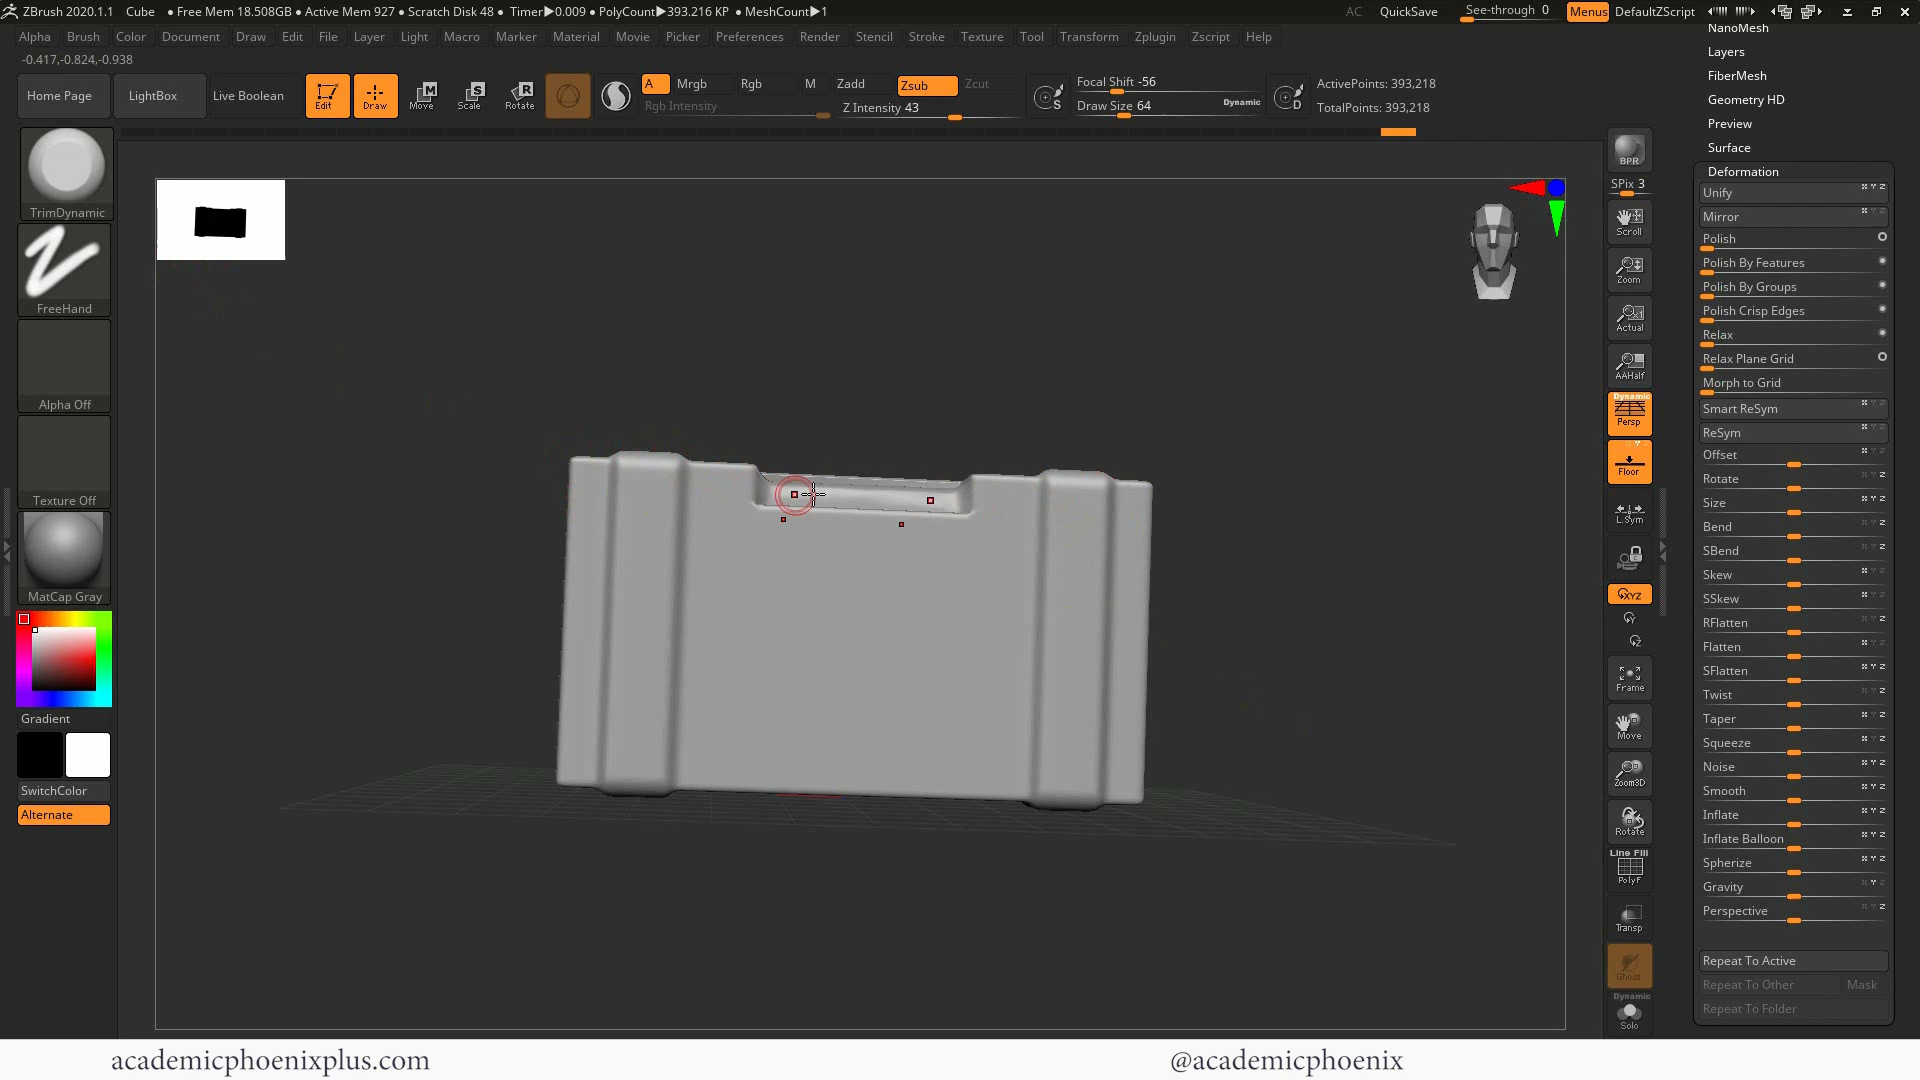 ZBrush 2020.1.1 Cube • Free Mem 18.508GB • Active Mem 927 • Scratch Disk 48 • Timer▶0.009 • PolyCount▶393.216 KP • MeshCount▶1 AC QuickSave See-through 0 Menus DefaultZScript
Alpha Brush Color Document Draw Edit File Layer Light Macro Marker Material Movie Picker Preferences Render Stencil Stroke Texture Tool Transform Zplugin Zscript Help
-0.417,-0.824,-0.938
Home Page LightBox Live Boolean Edit Draw Move Scale Rotate
A Mrgb Rgb M Zadd Zsub Zcut
Rgb Intensity Z Intensity 43
Focal Shift -56
Draw Size 64 Dynamic
ActivePoints: 393,218
TotalPoints: 393,218
TrimDynamic
FreeHand
Alpha Off
Texture Off
MatCap Gray
Gradient
SwitchColor
Alternate
BPR
SPix 3
Scroll
Zoom
Actual
AAHalf
Dynamic
Persp
Floor
L.Sym
XYZ
Y
Z
Frame
Move
Zoom3D
Rotate
Line Fill
PolyF
Transp
Ghost
Dynamic
Solo
NanoMesh
Layers
FiberMesh
Geometry HD
Preview
Surface
Deformation
Unify
Mirror
Polish
Polish By Features
Polish By Groups
Polish Crisp Edges
Relax
Relax Plane Grid
Morph to Grid
Smart ReSym
ReSym
Offset
Rotate
Size
Bend
SBend
Skew
SSkew
RFlatten
Flatten
SFlatten
Twist
Taper
Squeeze
Noise
Smooth
Inflate
Inflate Balloon
Spherize
Gravity
Perspective
Repeat To Active
Repeat To Other Mask
Repeat To Folder
academicphoenixplus.com
@academicphoenix